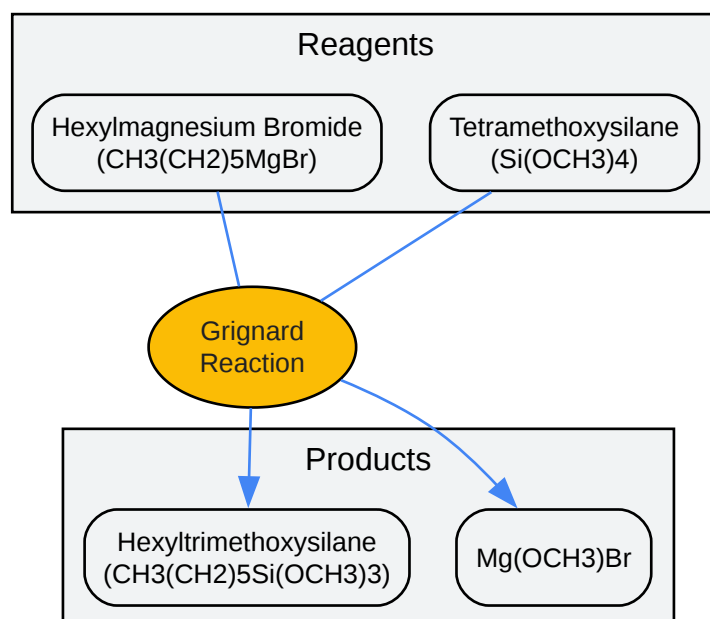 Reagents
Hexylmagnesium Bromide
(CH3(CH2)5MgBr)
Tetramethoxysilane
(Si(OCH3)4)
Grignard
Reaction
Products
Hexyltrimethoxysilane
(CH3(CH2)5Si(OCH3)3)
Mg(OCH3)Br